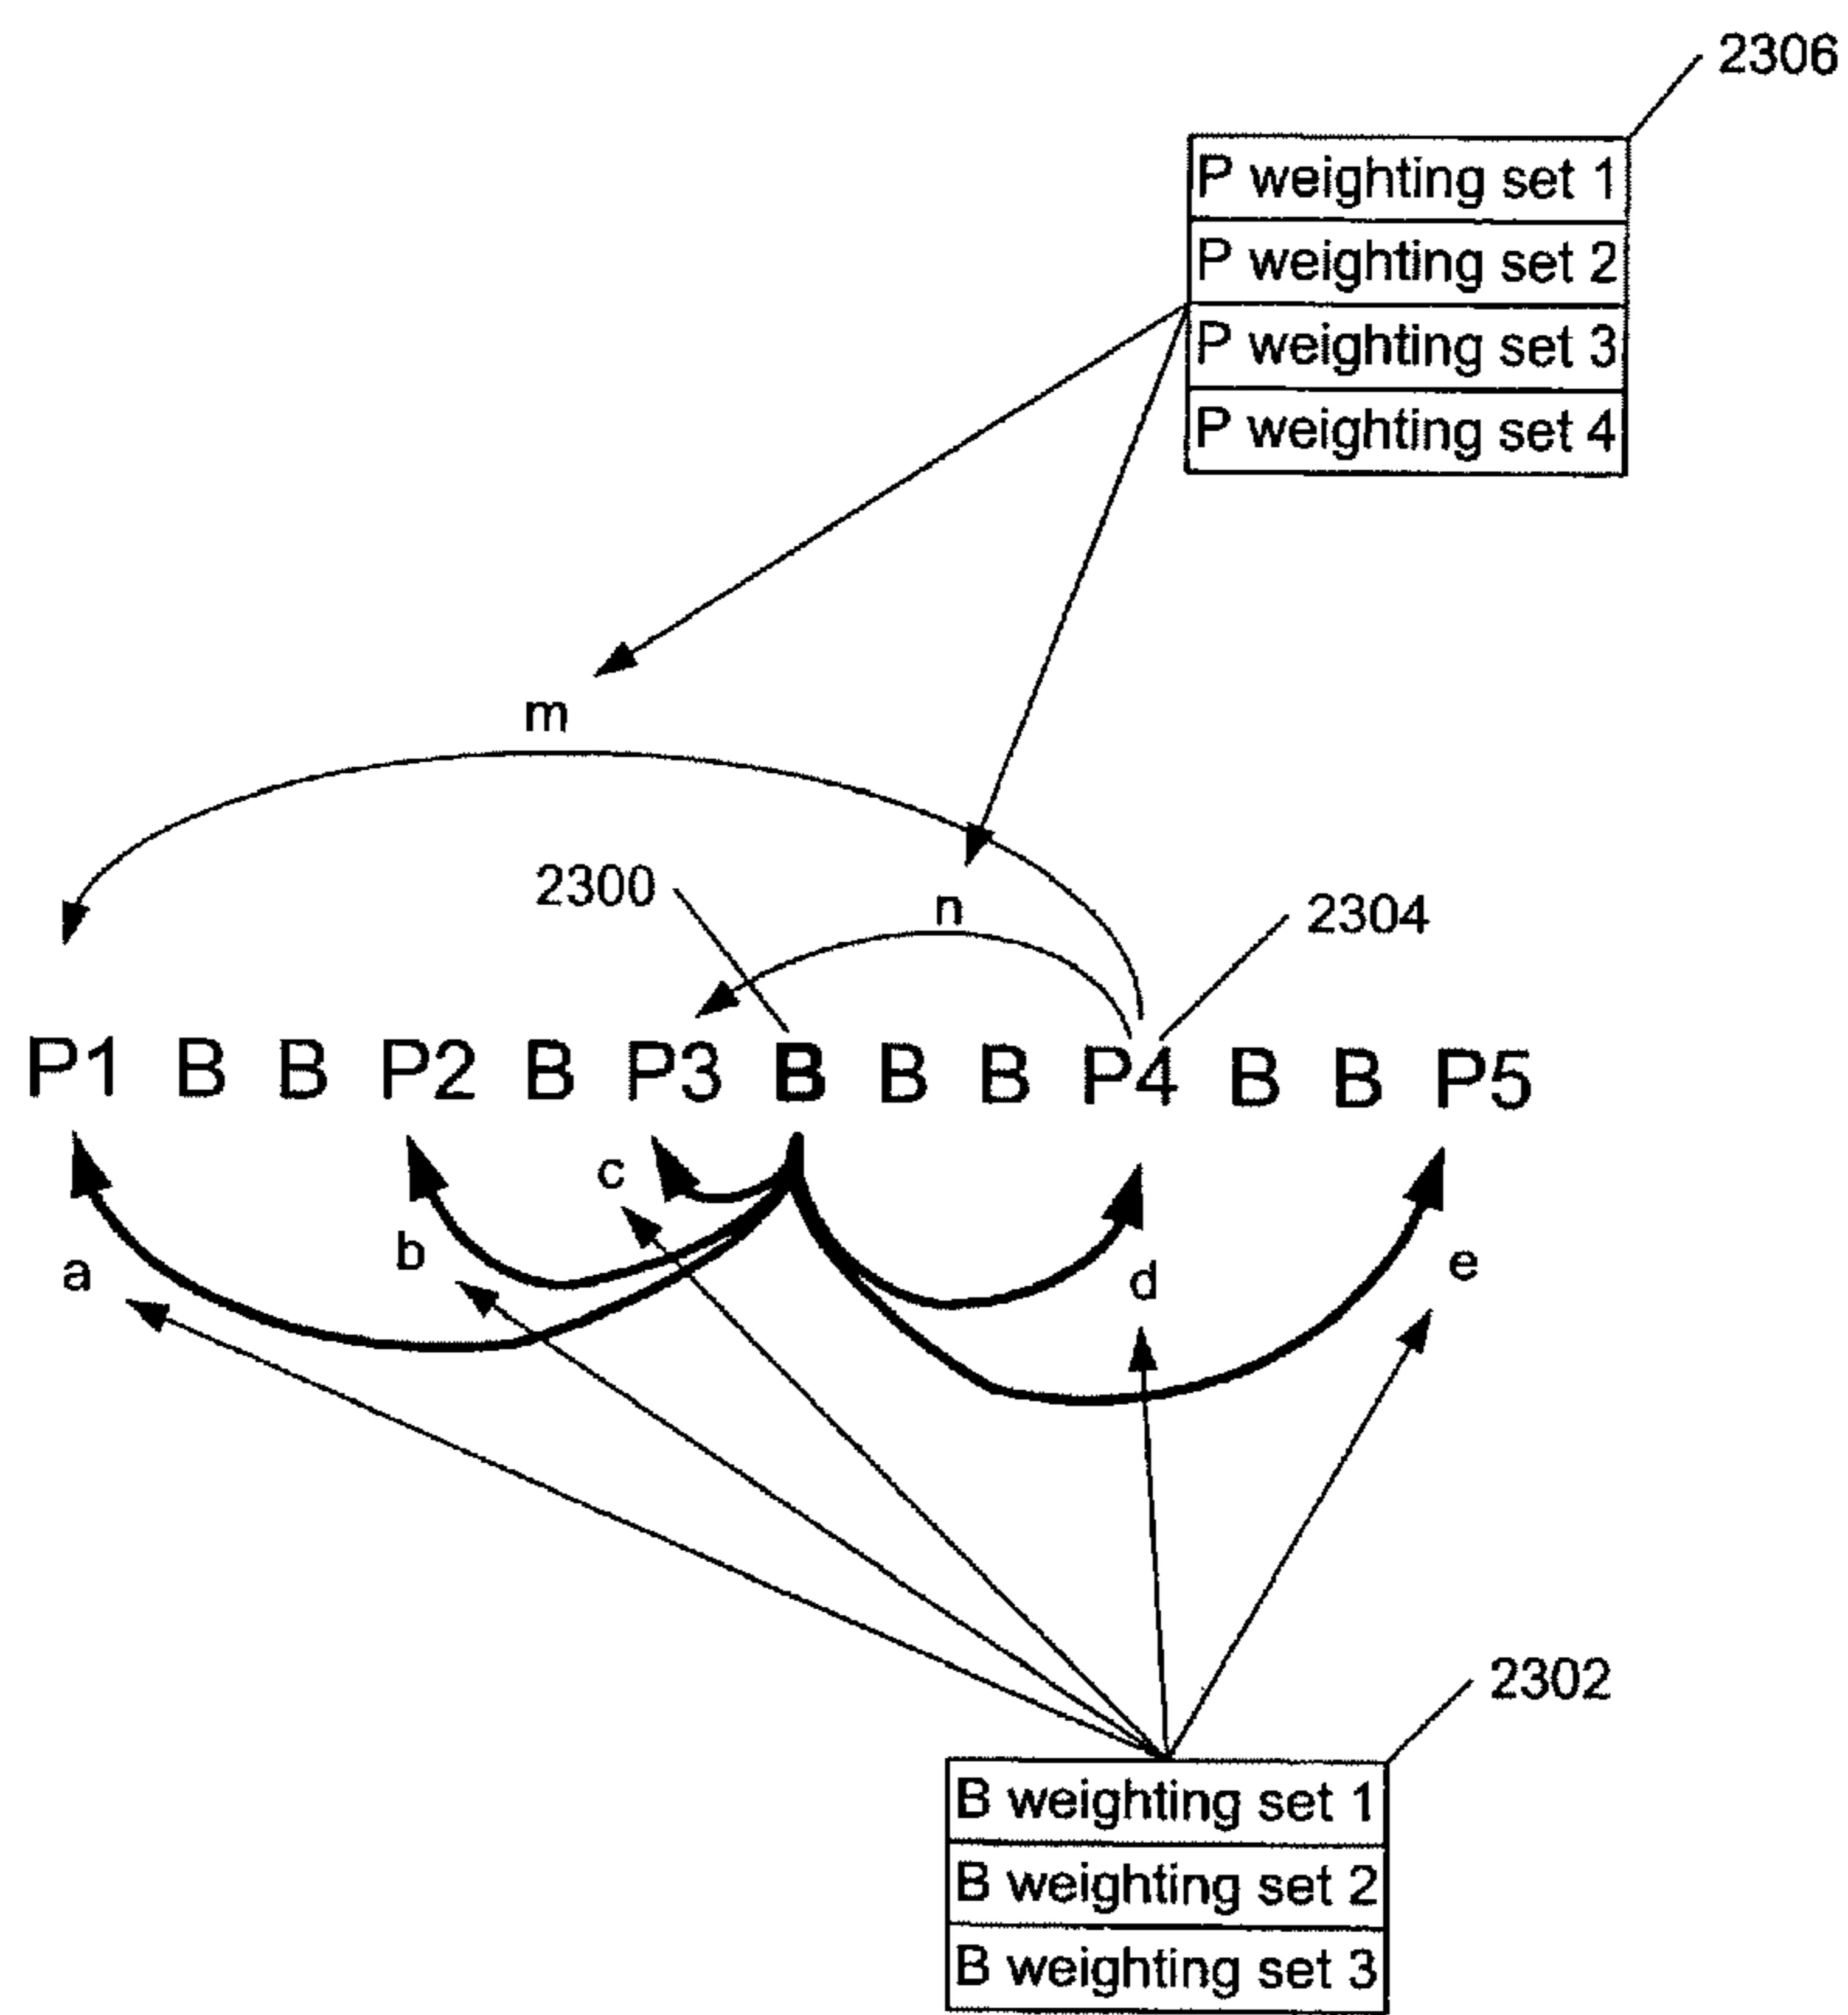 2306
P weighting set 1
P weighting set 2
P weighting set 3
P weighting set 4
m
2300
n
2304
P1 B B P2 B P3 B B B P4 B B P5
c
b
a
d
e
2302
B weighting set 1
B weighting set 2
B weighting set 3